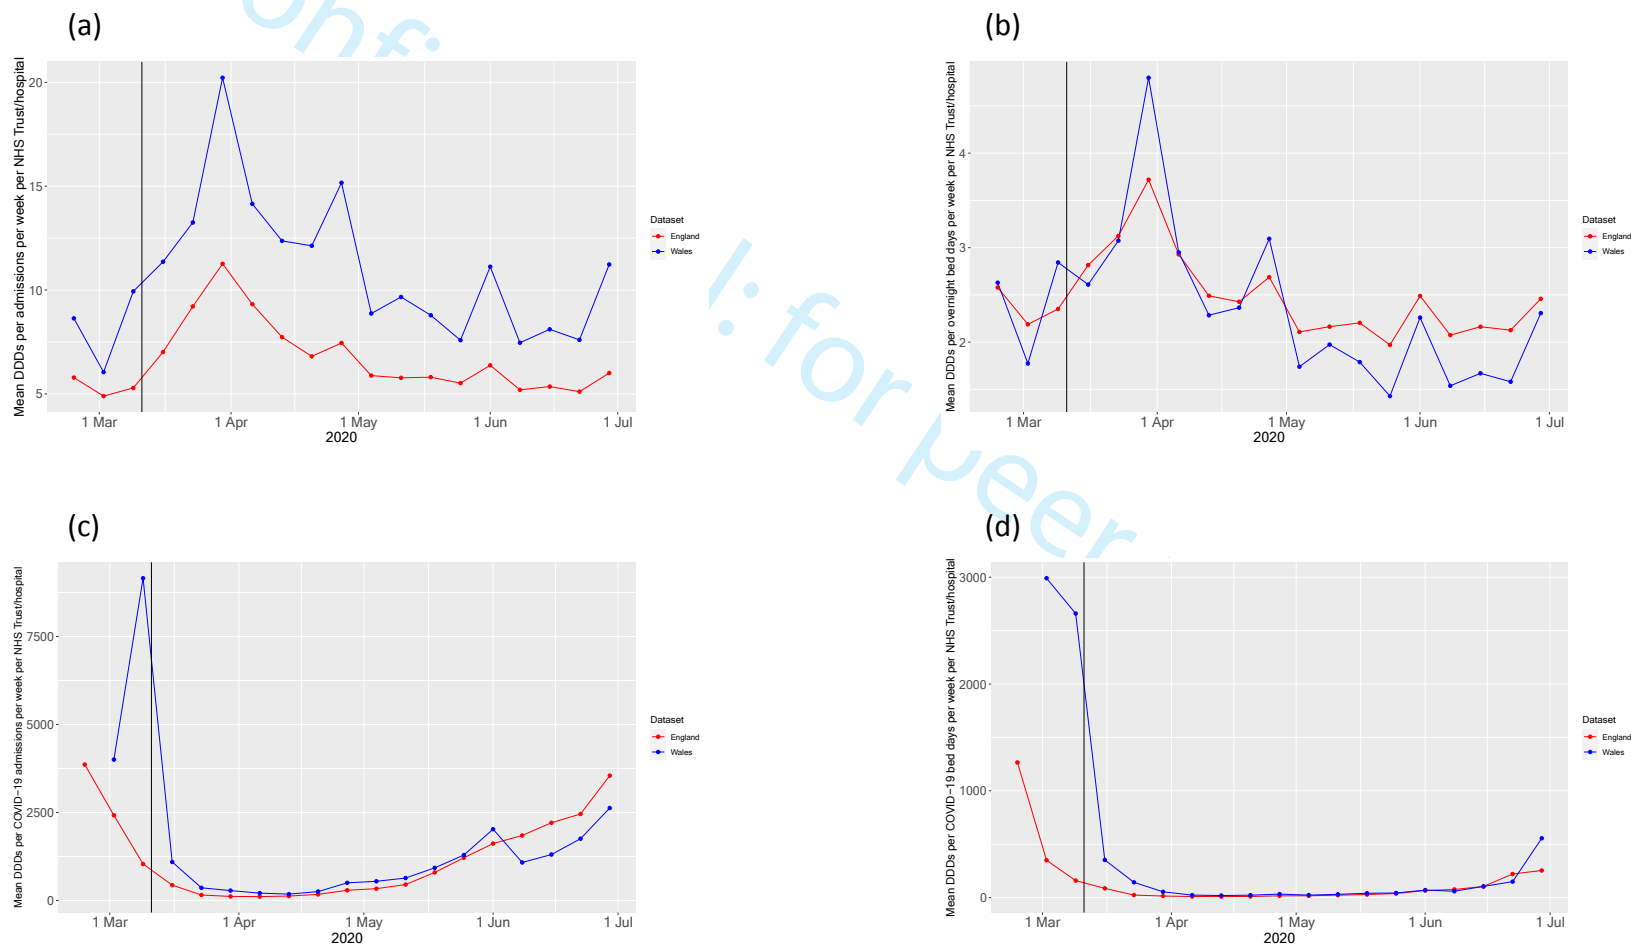 (a)
Mean DDDs per admissions per week per NHS Trust/hospital
20
15
10
5
1 Mar
1 Apr
1 May
1 Jun
1 Jul
2020
Dataset
England
Wales
(b)
Mean DDDs per overnight bed days per week per NHS Trust/hospital
4
3
2
1 Mar
1 Apr
1 May
1 Jun
1 Jul
2020
Dataset
England
Wales
(c)
Mean DDDs per COVID−19 admissions per week per NHS Trust/hospital
7500
5000
2500
0
1 Mar
1 Apr
1 May
1 Jun
1 Jul
2020
Dataset
England
Wales
(d)
Mean DDDs per COVID−19 bed days per week per NHS Trust/hospital
3000
2000
1000
0
1 Mar
1 Apr
1 May
1 Jun
1 Jul
2020
Dataset
England
Wales
: for peer